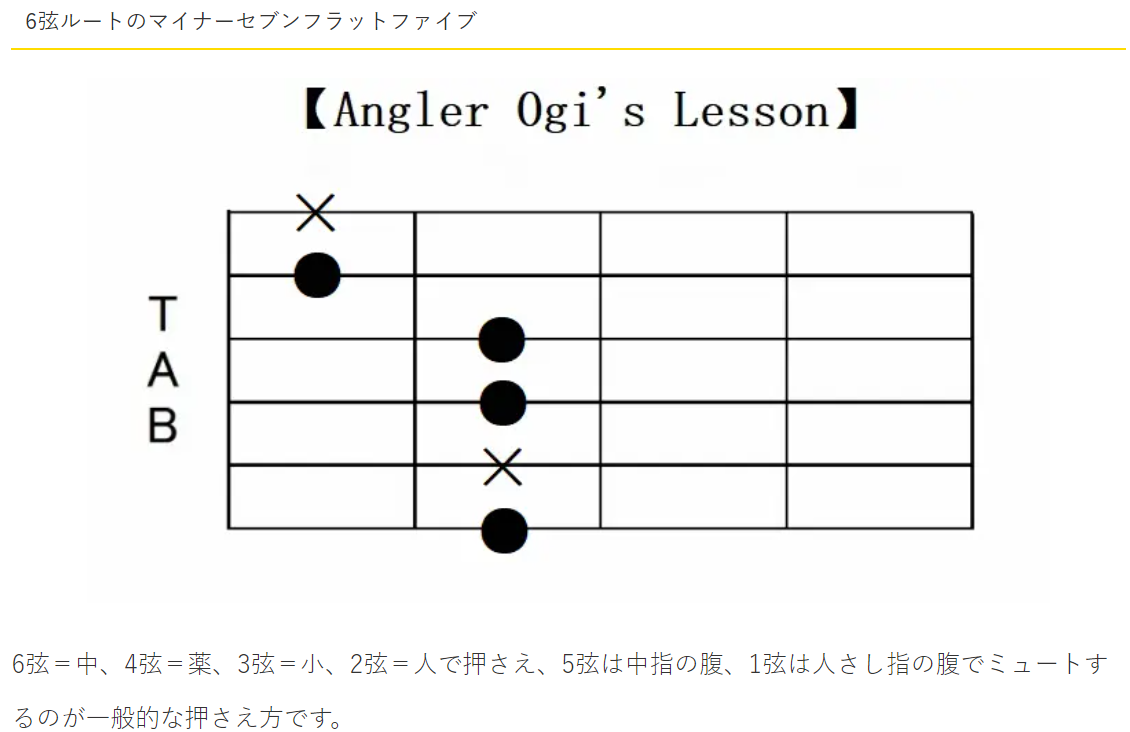 6弦ルートのマイナーセブンフラットファイブ
【Angler Ogi's Lesson】
T
A
B
6弦＝中、4弦＝薬、3弦＝小、2弦＝人で押さえ、5弦は中指の腹、1弦は人さし指の腹でミュートす
るのが一般的な押さえ方です。